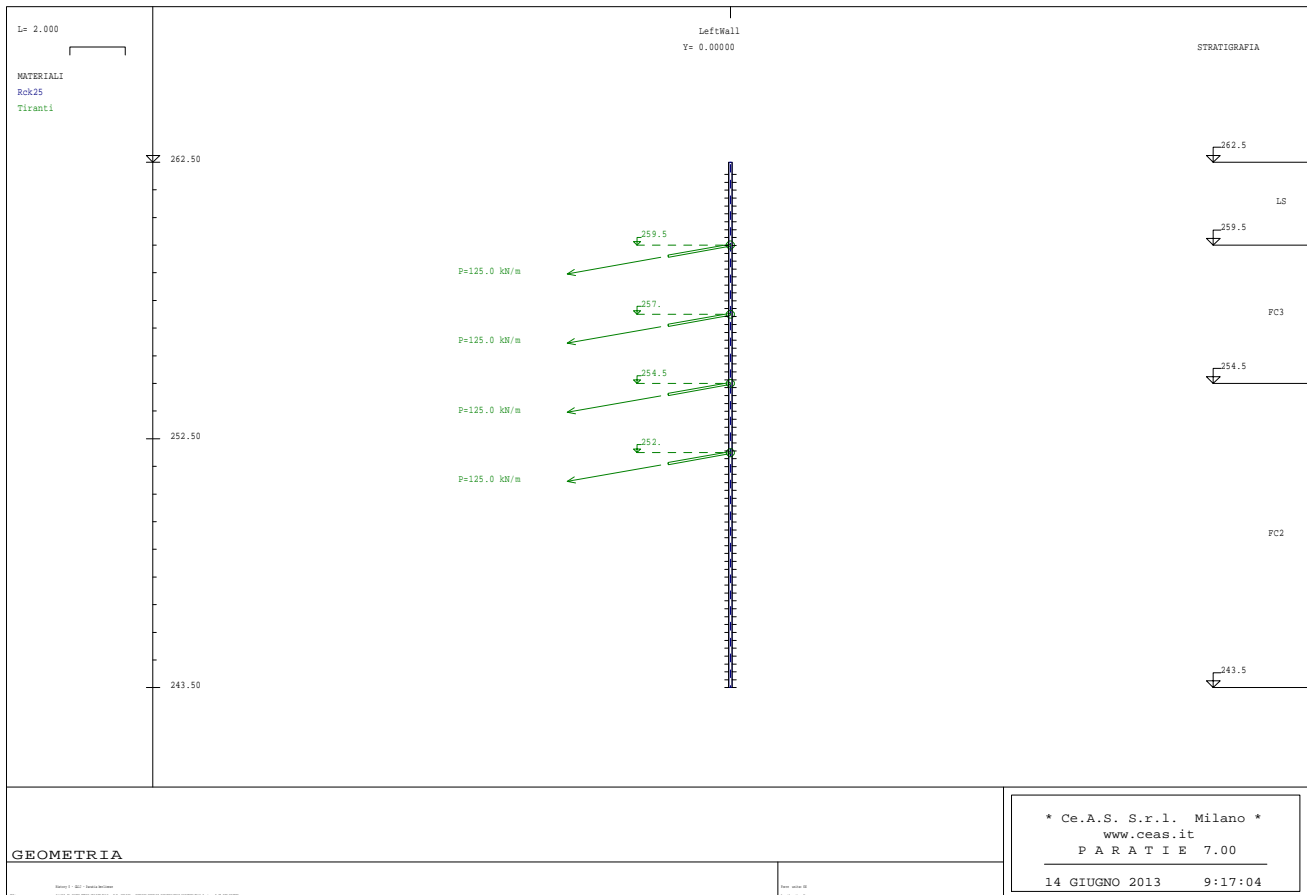 L= 2.000
MATERIALI
Rck25
Tiranti
LeftWall
Y= 0.00000
STRATIGRAFIA
262.50
252.50
243.50
259.5
P=125.0 kN/m
257.
P=125.0 kN/m
254.5
P=125.0 kN/m
252.
P=125.0 kN/m
262.5
LS
259.5
FC3
254.5
FC2
243.5
GEOMETRIA
* Ce.A.S. S.r.l. Milano *
www.ceas.it
P A R A T I E 7.00
14 GIUGNO 2013 9:17:04